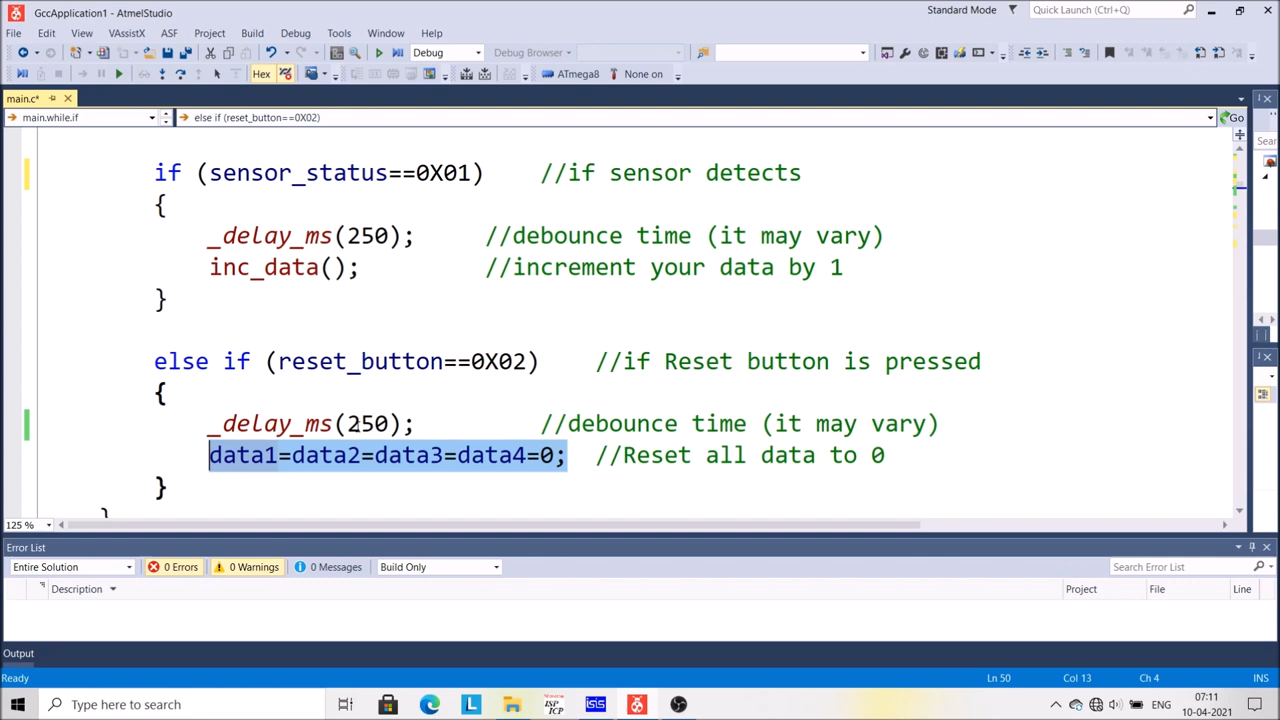 GccApplication1 - AtmelStudio
Standard Mode
Quick Launch (Ctrl+Q)
File Edit View VAssistX ASF Project Build Debug Tools Window Help
Debug
Debug Browser
Hex
ATmega8
None on
main.c*
main.while.if
else if (reset_button==0X02)
Go
Sear
if (sensor_status==0X01) //if sensor detects
{
_delay_ms(250); //debounce time (it may vary)
inc_data(); //increment your data by 1
}
else if (reset_button==0X02) //if Reset button is pressed
{
_delay_ms(250); //debounce time (it may vary)
data1=data2=data3=data4=0; //Reset all data to 0
}
}
125 %
Error List
Entire Solution
0 Errors
0 Warnings
0 Messages
Build Only
Search Error List
Description
Project
File
Line
Output
Ready
Ln 50
Col 13
Ch 4
INS
Type here to search
L
ISP
ICP
isis
ENG
07:11
10-04-2021